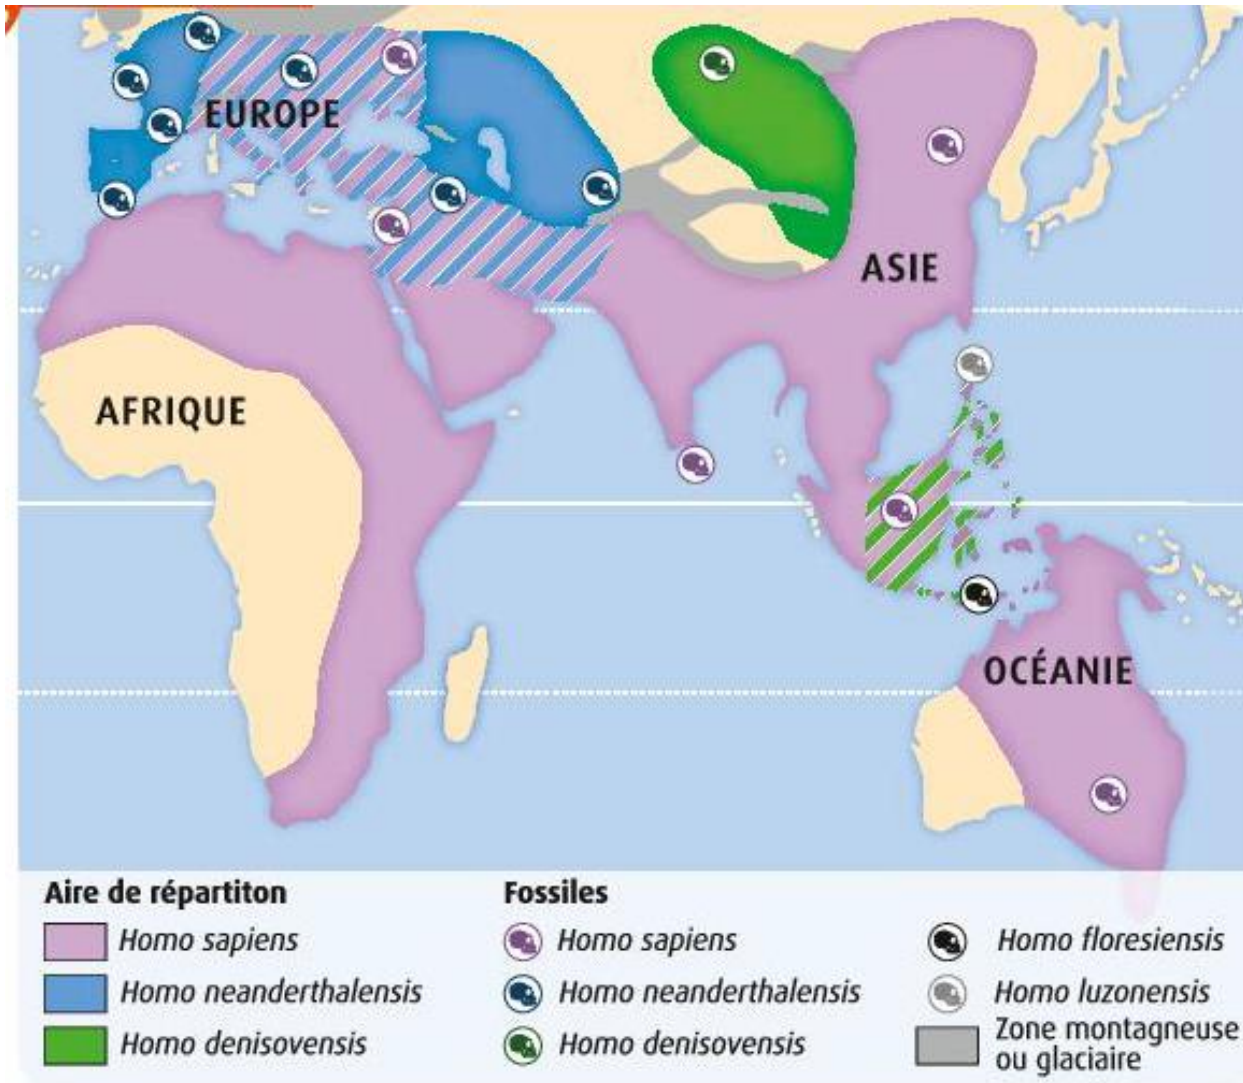 EUROPE
ASIE
AFRIQUE
OCÉANIE
Aire de répartiton
Homo sapiens
Homo neanderthalensis
Homo denisovensis
Fossiles
Homo sapiens
Homo neanderthalensis
Homo denisovensis
Homo floresiensis
Homo luzonensis
Zone montagneuse
ou glaciaire